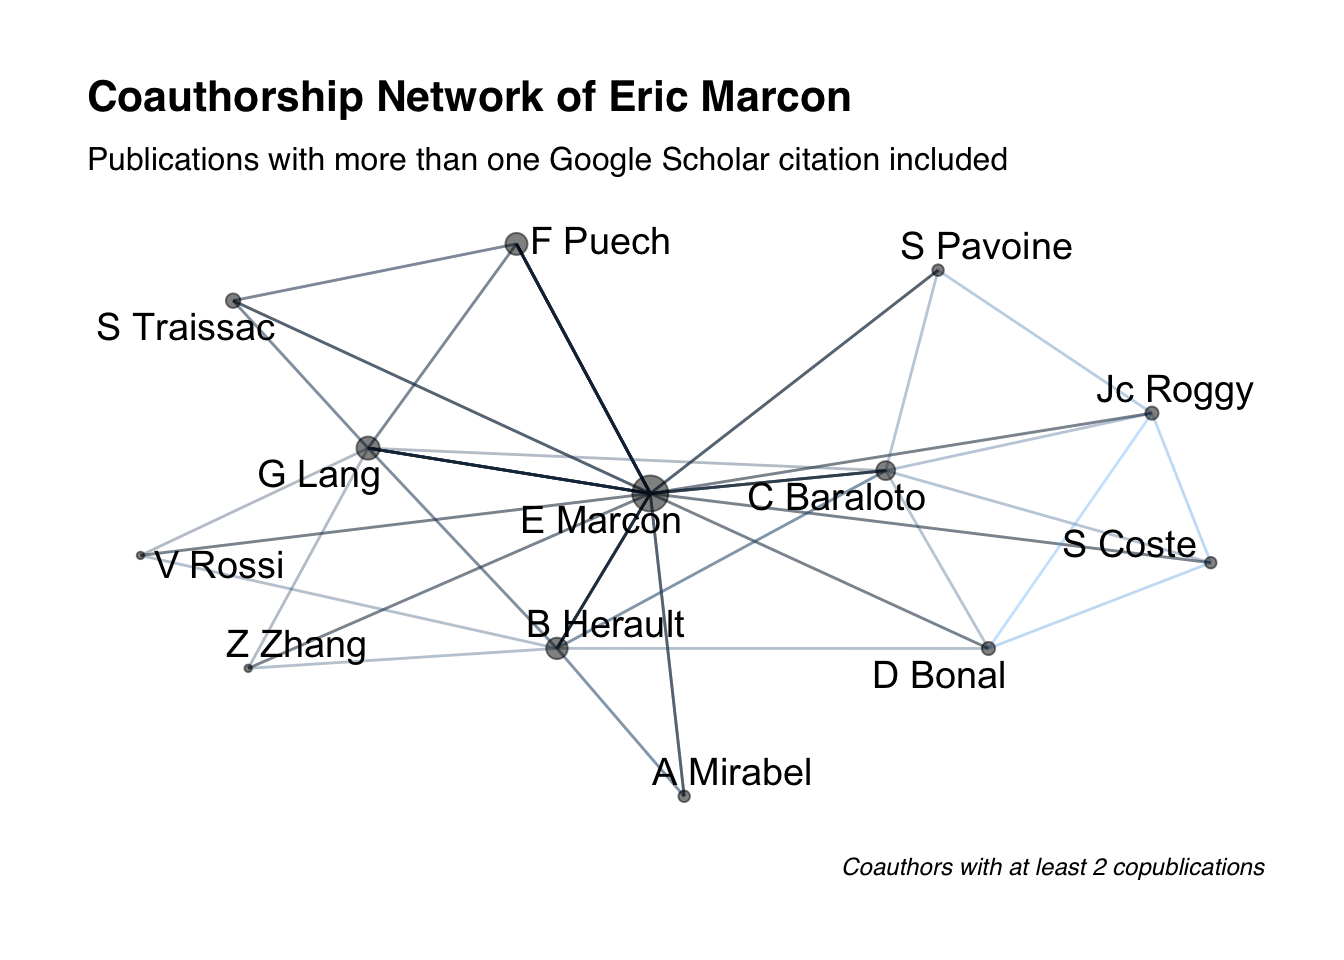 Coauthorship Network of Eric Marcon
Publications with more than one Google Scholar citation included
F Puech
S Pavoine
S Traissac
Jc Roggy
G Lang
C Baraloto
E Marcon
S Coste
V Rossi
B Herault
Z Zhang
D Bonal
A Mirabel
Coauthors with at least 2 copublications